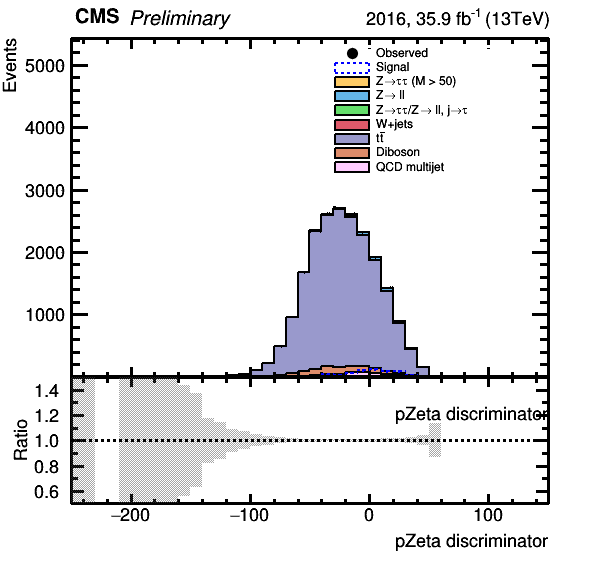 CMS Preliminary 2016, 35.9 fb⁻¹ (13TeV)
Events
5000
4000
3000
2000
1000
Observed
Signal
Z→ττ (M > 50)
Z→ ll
Z→ττ/Z→ ll, j→τ
W+jets
tt̄
Diboson
QCD multijet
Ratio
1.4
1.2
1.0
0.8
0.6
pZeta discriminator
−200 −100 0 100
pZeta discriminator